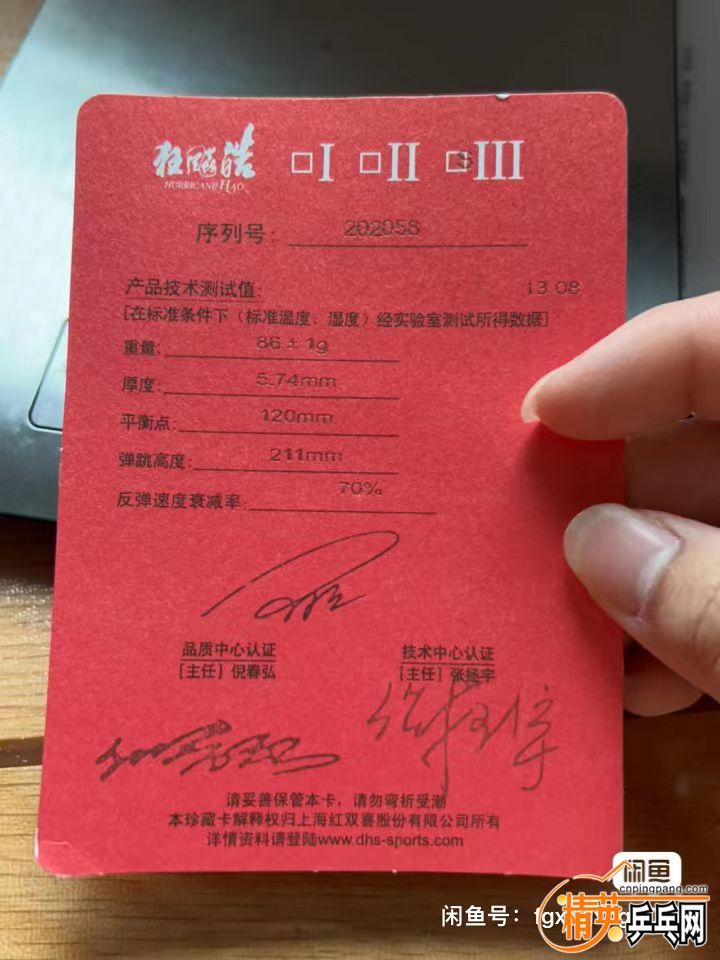 狂飚皓 □I □II □III
HURRICANE HAO
序列号: 202058
产品技术测试值: 13.08
[在标准条件下（标准温度、湿度）经实验室测试所得数据]
重量: 86±1g
厚度: 5.74mm
平衡点: 120mm
弹跳高度: 211mm
反弹速度衰减率: 70%
品质中心认证 技术中心认证
[主任] 倪春弘 [主任] 张扬宇
请妥善保管本卡，请勿弯折受潮
本珍藏卡解释权归上海红双喜股份有限公司所有
详情资料请登陆www.dhs-sports.com
闲鱼
cnpingpang.com
闲鱼号：
精英乒乓网